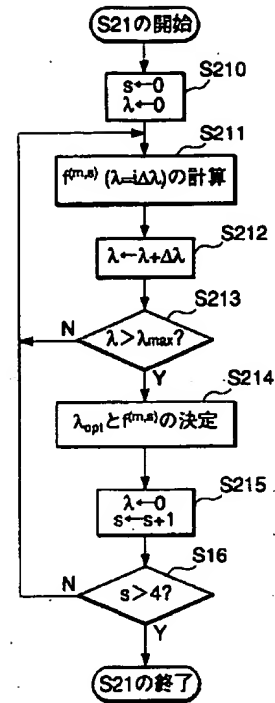 S21の開始
S210
s←0
λ←0
S211
f(m,s) (λ=iΔλ)の計算
S212
λ←λ+Δλ
S213
N
λ>λmax?
Y
S214
λoptとf(m,s)の決定
S215
λ←0
s←s+1
S16
N
s>4?
Y
S21の終了